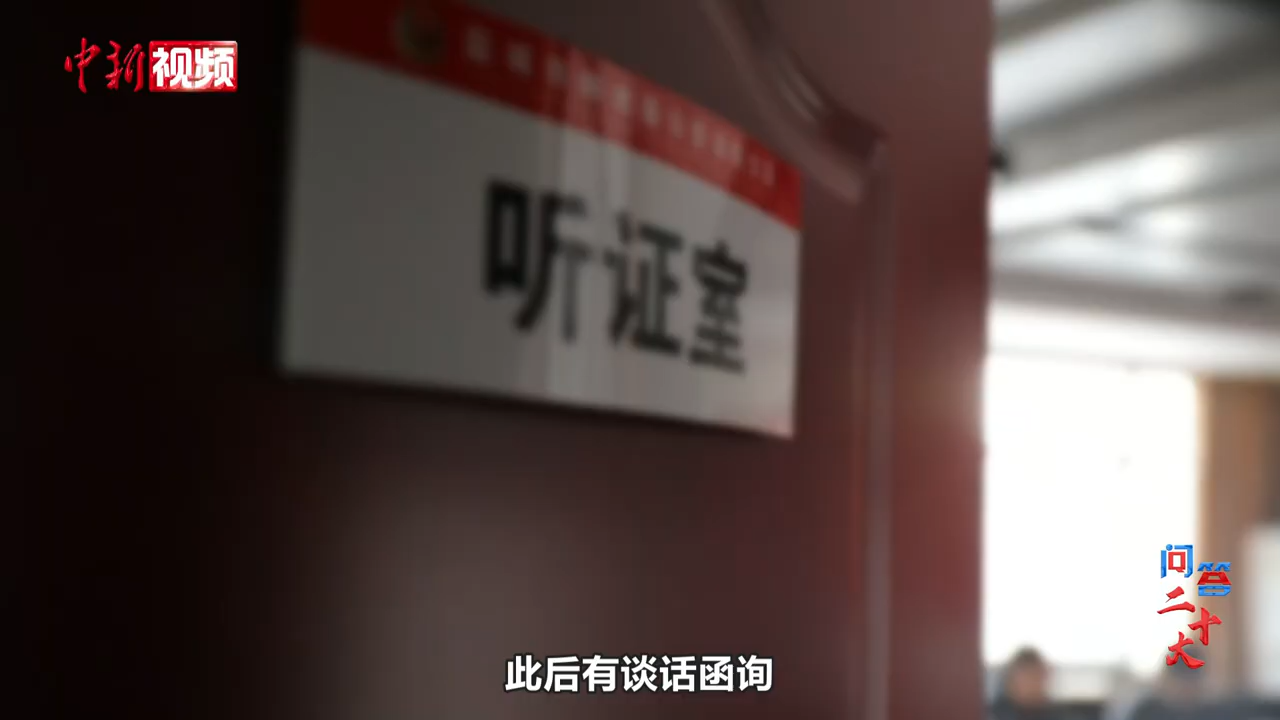 中新视频
听证室
问答
二十大
此后有谈话函询